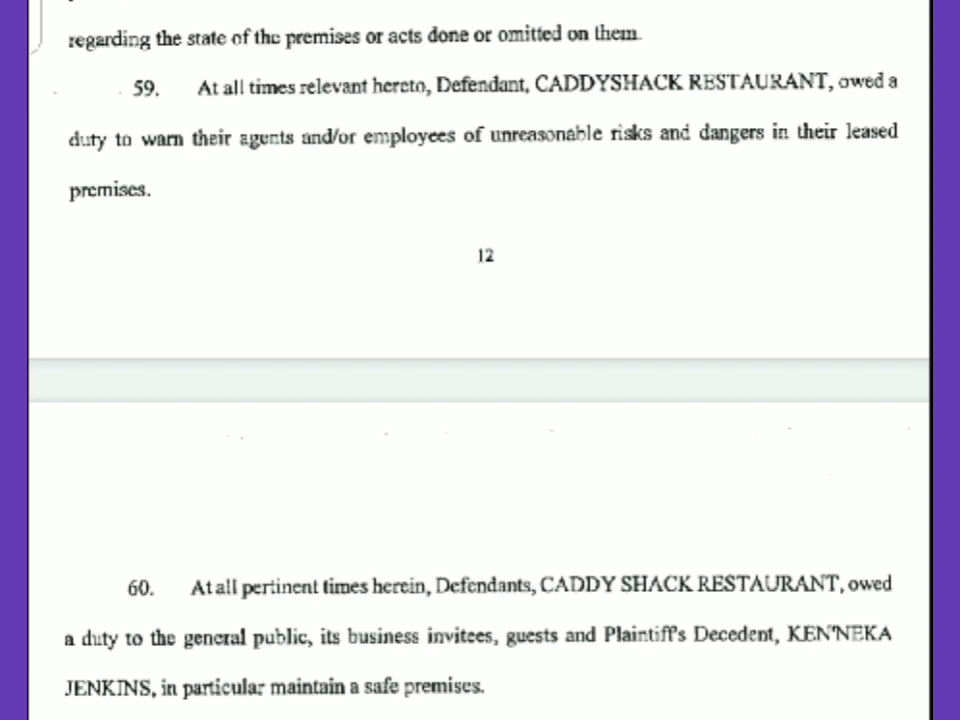 regarding the state of the premises or acts done or omitted on them.
59. At all times relevant hereto, Defendant, CADDYSHACK RESTAURANT, owed a
duty to warn their agents and/or employees of unreasonable risks and dangers in their leased
premises.
12
60. At all pertinent times herein, Defendants, CADDY SHACK RESTAURANT, owed
a duty to the general public, its business invitees, guests and Plaintiff's Decedent, KENNEKA
JENKINS, in particular maintain a safe premises.